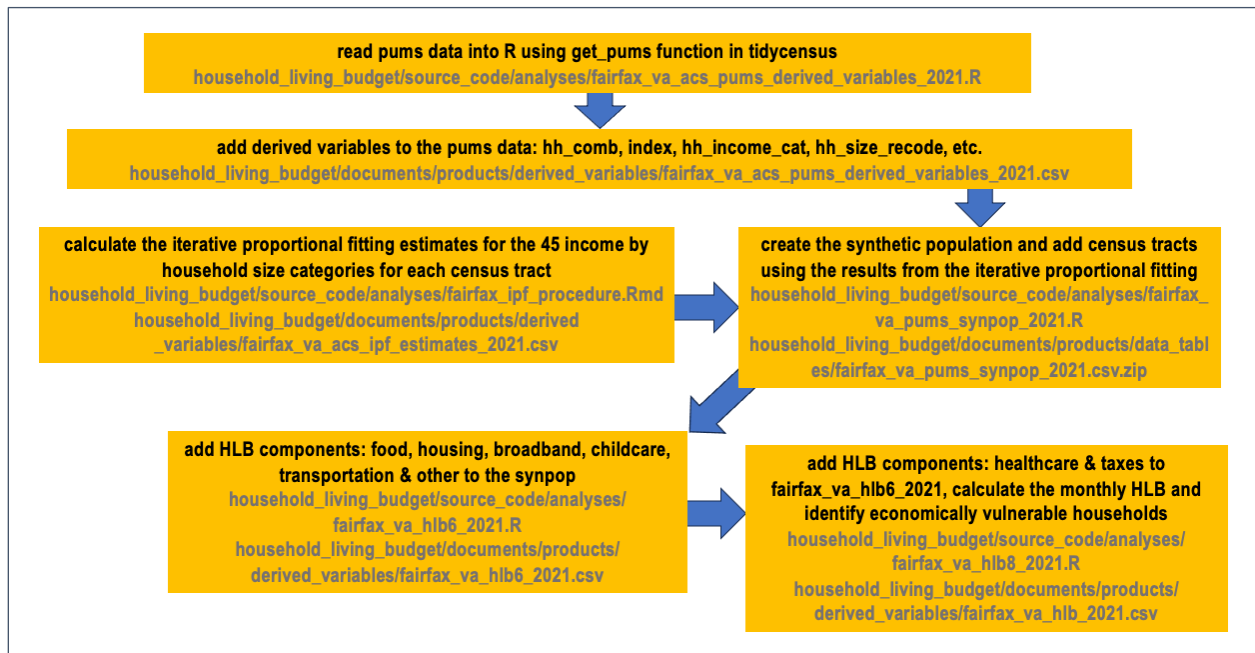 read pums data into R using get_pums function in tidycensus
household_living_budget/source_code/analyses/fairfax_va_acs_pums_derived_variables_2021.R
add derived variables to the pums data: hh_comb, index, hh_income_cat, hh_size_recode, etc.
household_living_budget/documents/products/derived_variables/fairfax_va_acs_pums_derived_variables_2021.csv
calculate the iterative proportional fitting estimates for the 45 income by
household size categories for each census tract
household_living_budget/source_code/analyses/fairfax_ipf_procedure.Rmd
household_living_budget/documents/products/derived
_variables/fairfax_va_acs_ipf_estimates_2021.csv
create the synthetic population and add census tracts
using the results from the iterative proportional fitting
household_living_budget/source_code/analyses/fairfax_
va_pums_synpop_2021.R
household_living_budget/documents/products/data_tabl
es/fairfax_va_pums_synpop_2021.csv.zip
add HLB components: food, housing, broadband, childcare,
transportation & other to the synpop
household_living_budget/source_code/analyses/
fairfax_va_hlb6_2021.R
household_living_budget/documents/products/
derived_variables/fairfax_va_hlb6_2021.csv
add HLB components: healthcare & taxes to
fairfax_va_hlb6_2021, calculate the monthly HLB and
identify economically vulnerable households
household_living_budget/source_code/analyses/
fairfax_va_hlb8_2021.R
household_living_budget/documents/products/
derived_variables/fairfax_va_hlb_2021.csv